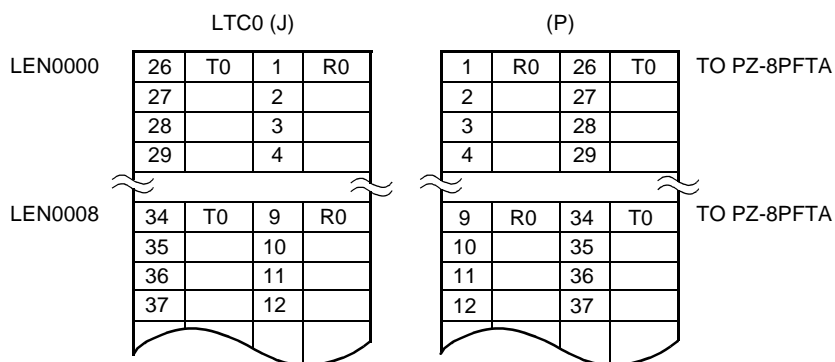 LTC0 (J) (P)
LEN0000 26 T0 1 R0 1 R0 26 T0 TO PZ-8PFTA
27 2 2 27
28 3 3 28
29 4 4 29
LEN0008 34 T0 9 R0 9 R0 34 T0 TO PZ-8PFTA
35 10 10 35
36 11 11 36
37 12 12 37